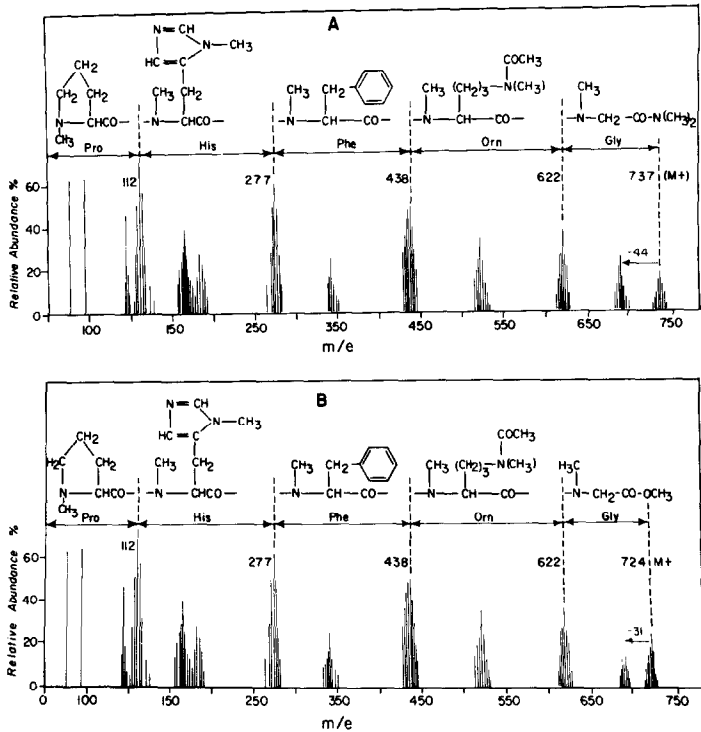 A
N=CH
N-CH3
HC=C
CH2
CH2 CH2
N-CHCO-
CH3
CH3 CH2
-N-CHCO-
CH3 CH2
-N-CH-CO-
COCH3
CH3 (CH2)3-N(CH3)
-N-CH-CO-
CH3
-N-CH2-CO-N(CH3)2
Pro His Phe Orn Gly
112 277 438 622 737 (M+)
-44
Relative Abundance %
60
40
20
0
100 150 250 350 450 550 650 750
m/e
B
N=CH
N-CH3
HC=C
CH2
H2C CH2
N-CHCO-
CH3
CH3 CH2
-N-CHCO-
CH3 CH2
-N-CH-CO-
COCH3
CH3 (CH2)3-N(CH3)
-N-CH-CO-
H3C
N-CH2-CO-OCH3
Pro His Phe Orn Gly
112 277 438 622 724 M+
-31
Relative Abundance %
60
40
20
0
100 150 250 350 450 550 650 750
m/e